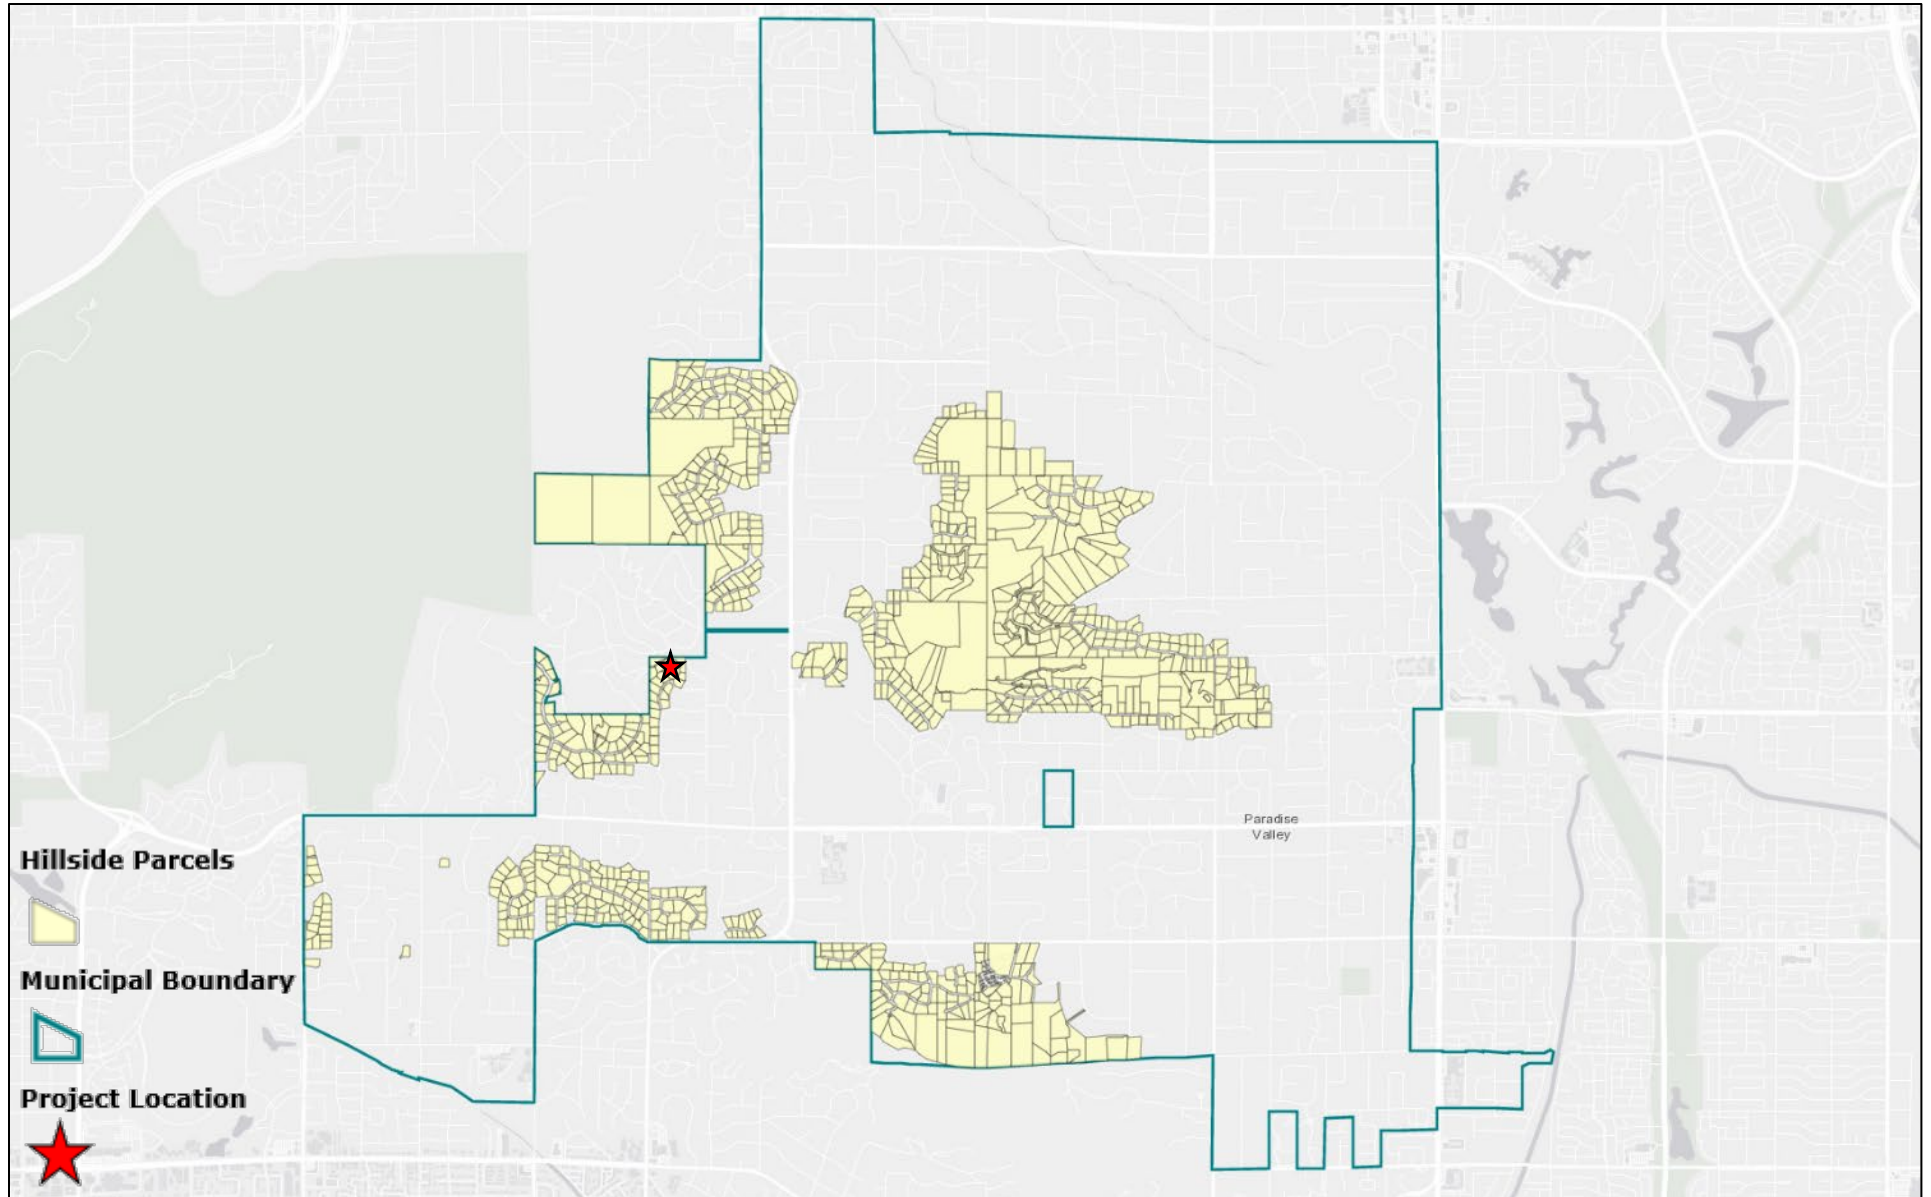 Paradise
Valley
Hillside Parcels
Municipal Boundary
Project Location